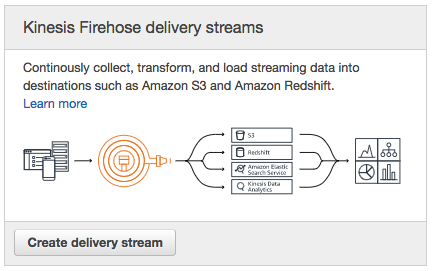 Kinesis Firehose delivery streams
Continously collect, transform, and load streaming data into
destinations such as Amazon S3 and Amazon Redshift.
Learn more
S3
Redshift
Amazon Elastic
Search Service
Kinesis Data
Analytics
Create delivery stream